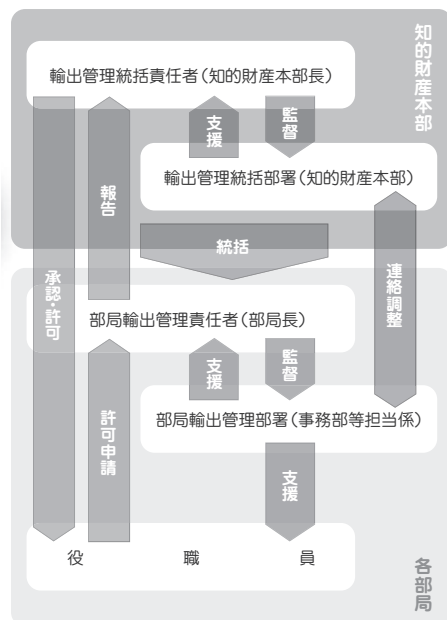 知的財産本部
輸出管理統括責任者(知的財産本部長)
支援
監督
輸出管理統括部署(知的財産本部)
報告
統括
承認・許可
連絡調整
部局輸出管理責任者(部局長)
支援
監督
部局輸出管理部署(事務部等担当係)
許可申請
支援
役職員
各部局